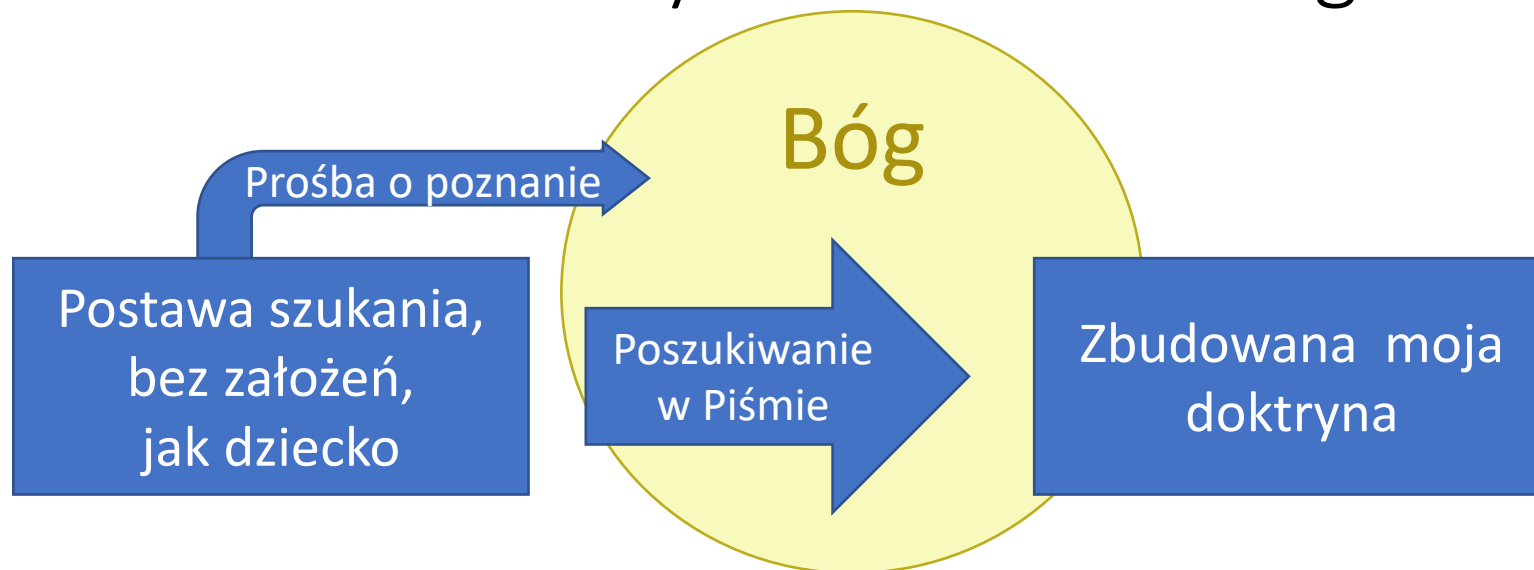 Bóg
Prośba o poznanie
Postawa szukania,
bez założeń,
jak dziecko
Poszukiwanie
w Piśmie
Zbudowana  moja
doktryna